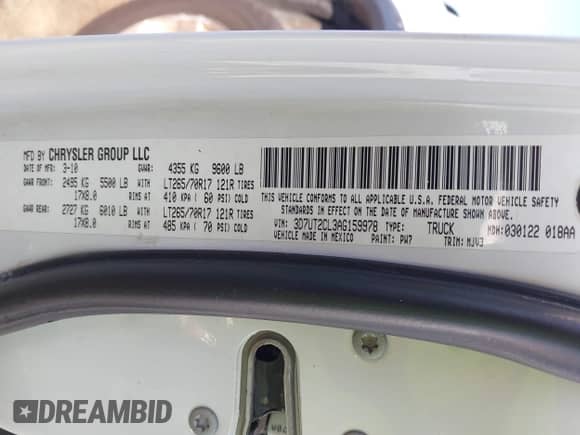 MFD BY CHRYSLER GROUP LLC
DATE OF MFR: 3-10 GVWR: 4355 KG 9600 LB
GAWR FRONT: 2495 KG 5500 LB WITH LT265/70R17 121R TIRES
17X8.0 410 KPA ( 60 PSI) COLD
GAWR REAR: 2727 KG 6010 LB WITH LT265/70R17 121R TIRES
17X8.0 485 KPA ( 70 PSI) COLD
THIS VEHICLE CONFORMS TO ALL APPLICABLE U.S.A. FEDERAL MOTOR VEHICLE SAFETY
STANDARDS IN EFFECT ON THE DATE OF MANUFACTURE SHOWN ABOVE.
VIN: 3D7UT2CL3AG159978 TYPE: TRUCK MDH: 030122 018AA
VEHICLE MADE IN MEXICO PAINT: PW7 TRIM: MJV3
DREAMBID